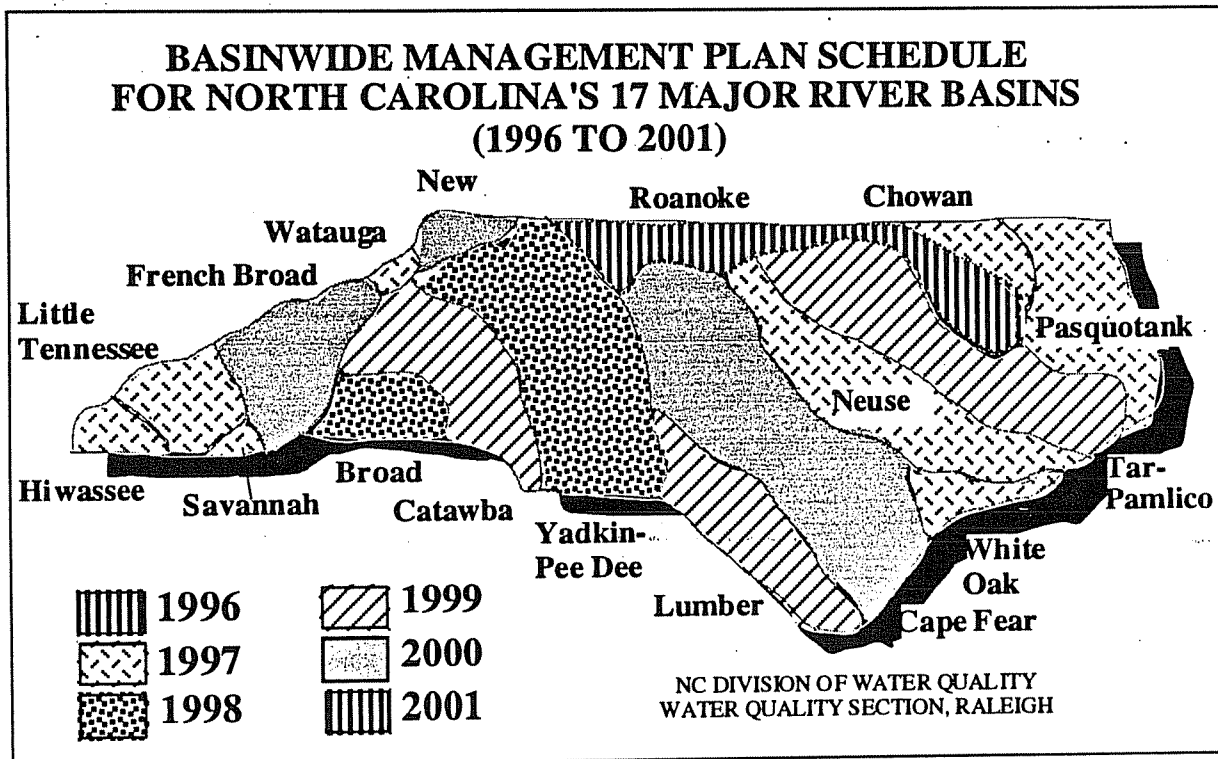 BASINWIDE MANAGEMENT PLAN SCHEDULE
FOR NORTH CAROLINA'S 17 MAJOR RIVER BASINS
(1996 TO 2001)
New
Roanoke
Chowan
Watauga
French Broad
Little
Tennessee
Pasquotank
Neuse
Hiwassee
Savannah
Broad
Catawba
Yadkin-
Pee Dee
Tar-
Pamlico
White
Oak
Lumber
Cape Fear
1996
1997
1998
1999
2000
2001
NC DIVISION OF WATER QUALITY
WATER QUALITY SECTION, RALEIGH